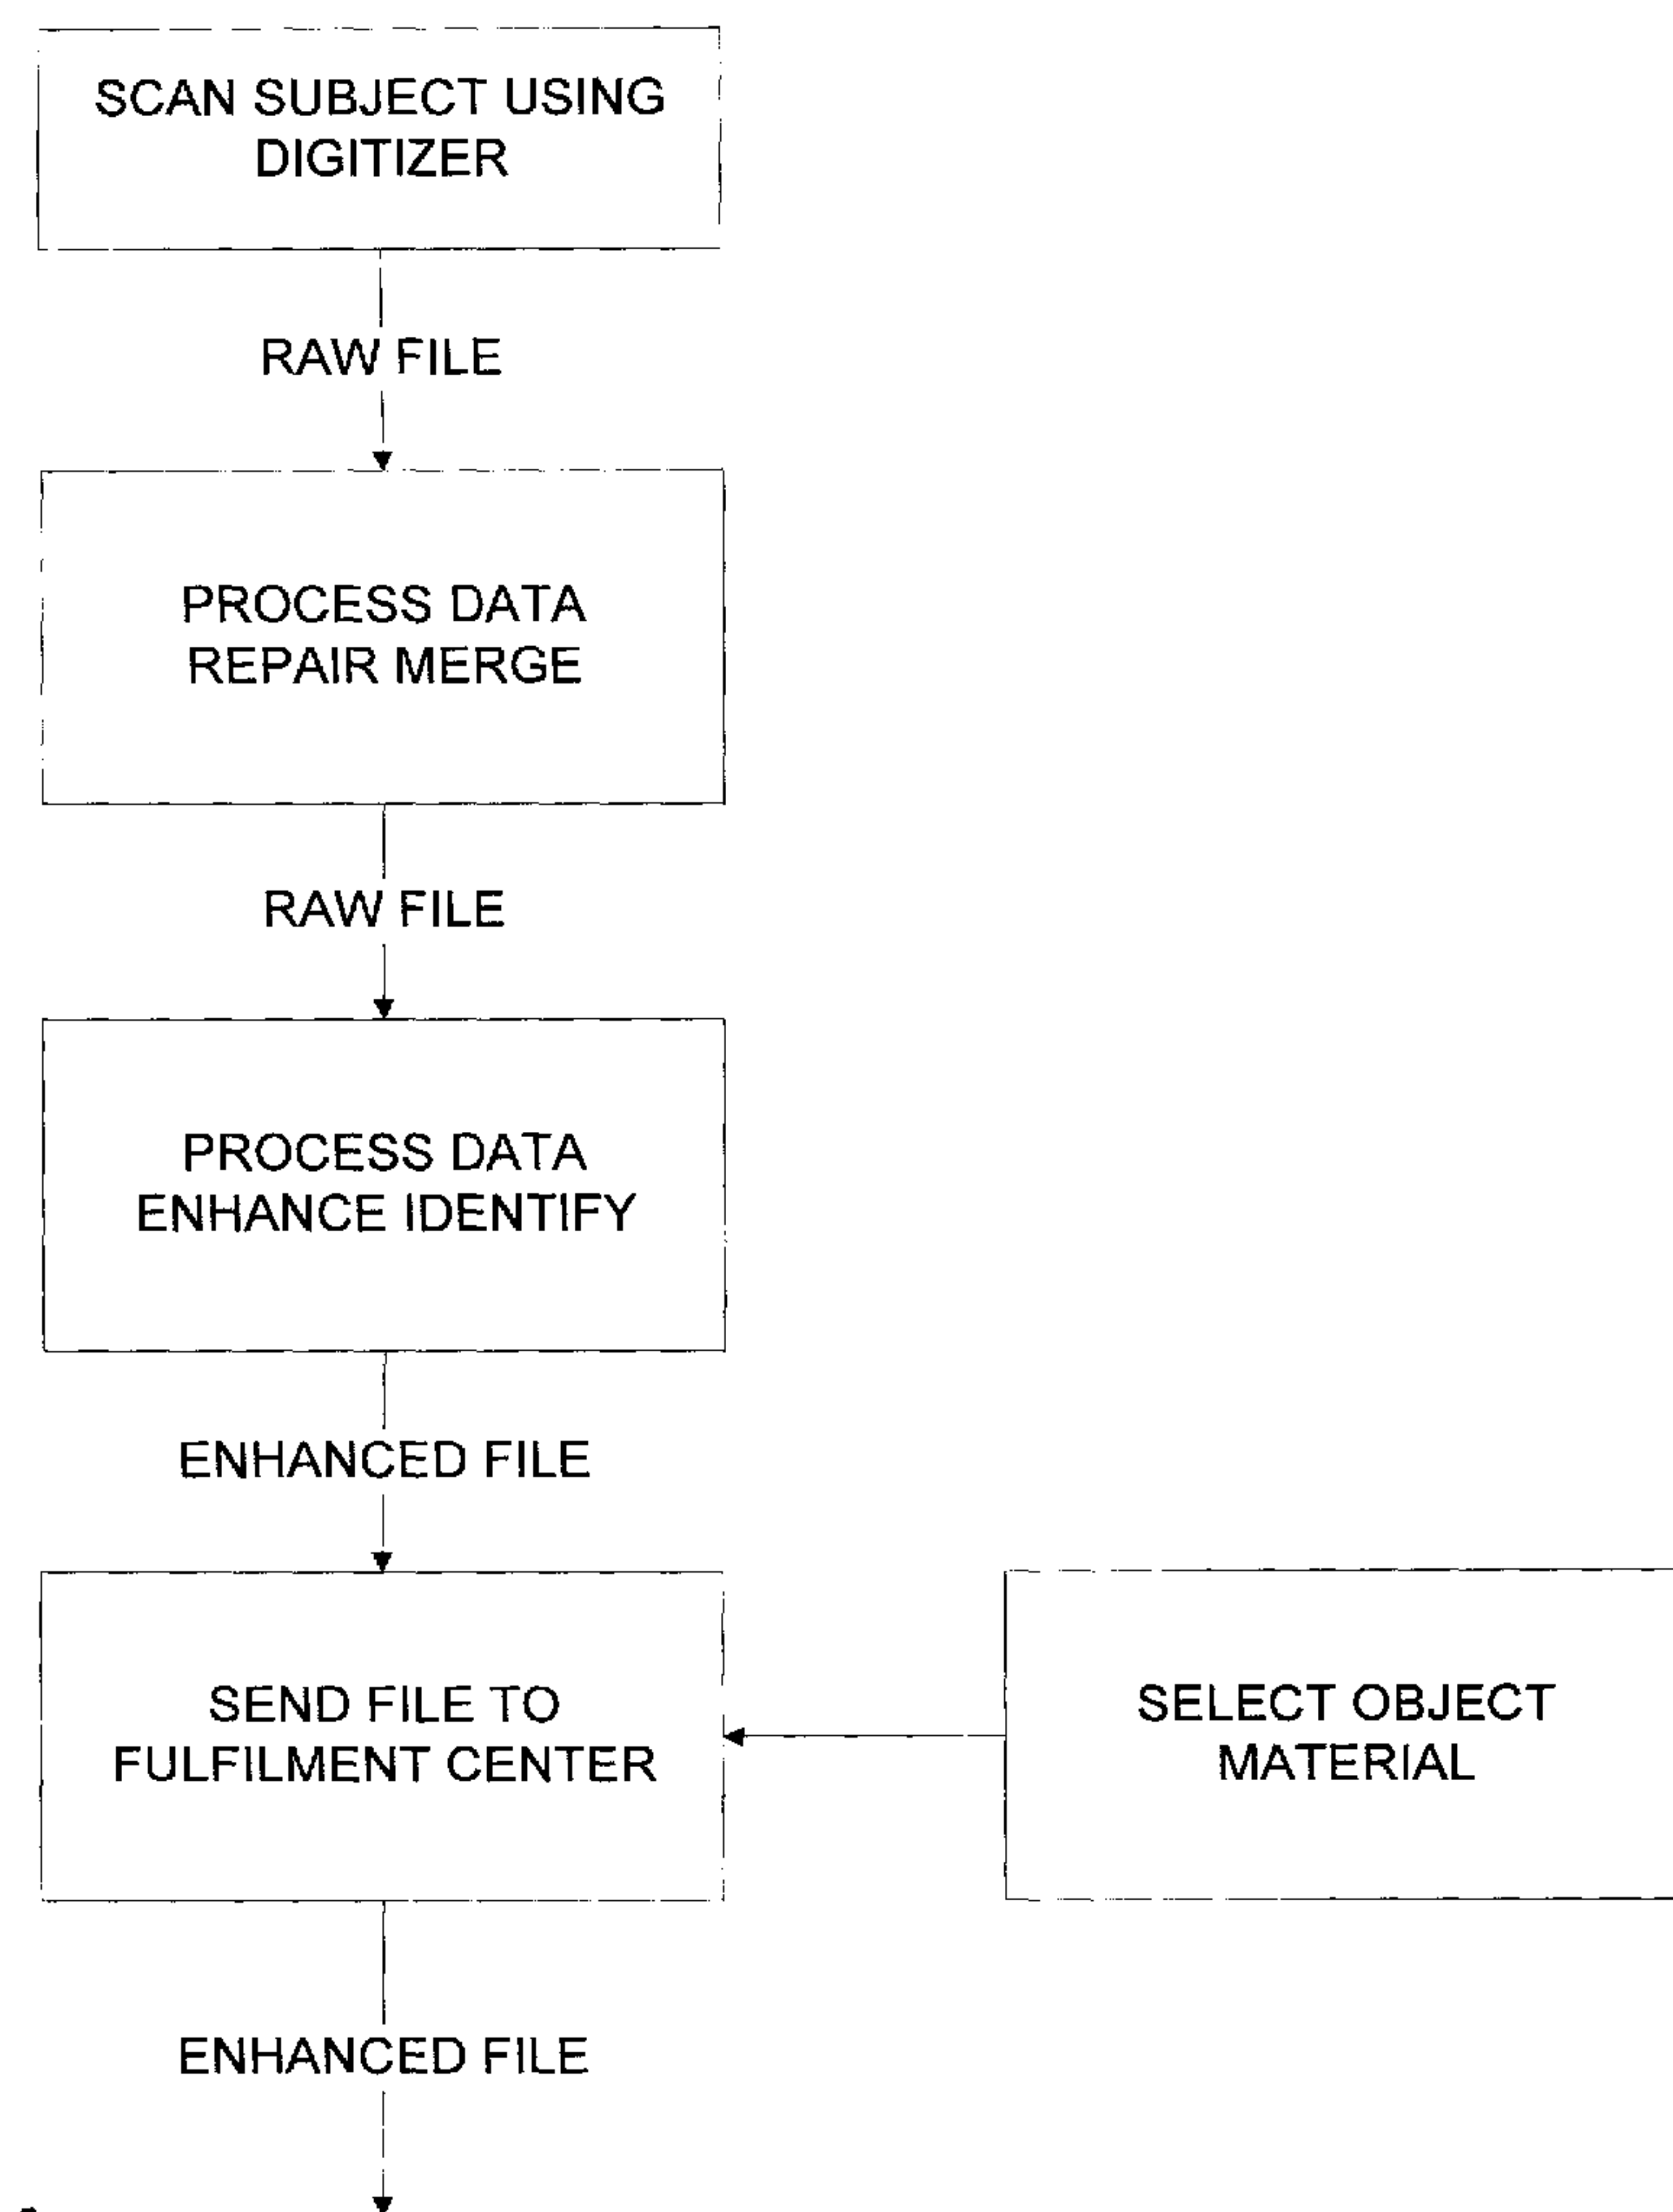 SCAN SUBJECT USING
DIGITIZER
RAW FILE
PROCESS DATA
REPAIR MERGE
RAW FILE
PROCESS DATA
ENHANCE IDENTIFY
ENHANCED FILE
SEND FILE TO
FULFILMENT CENTER
SELECT OBJECT
MATERIAL
ENHANCED FILE